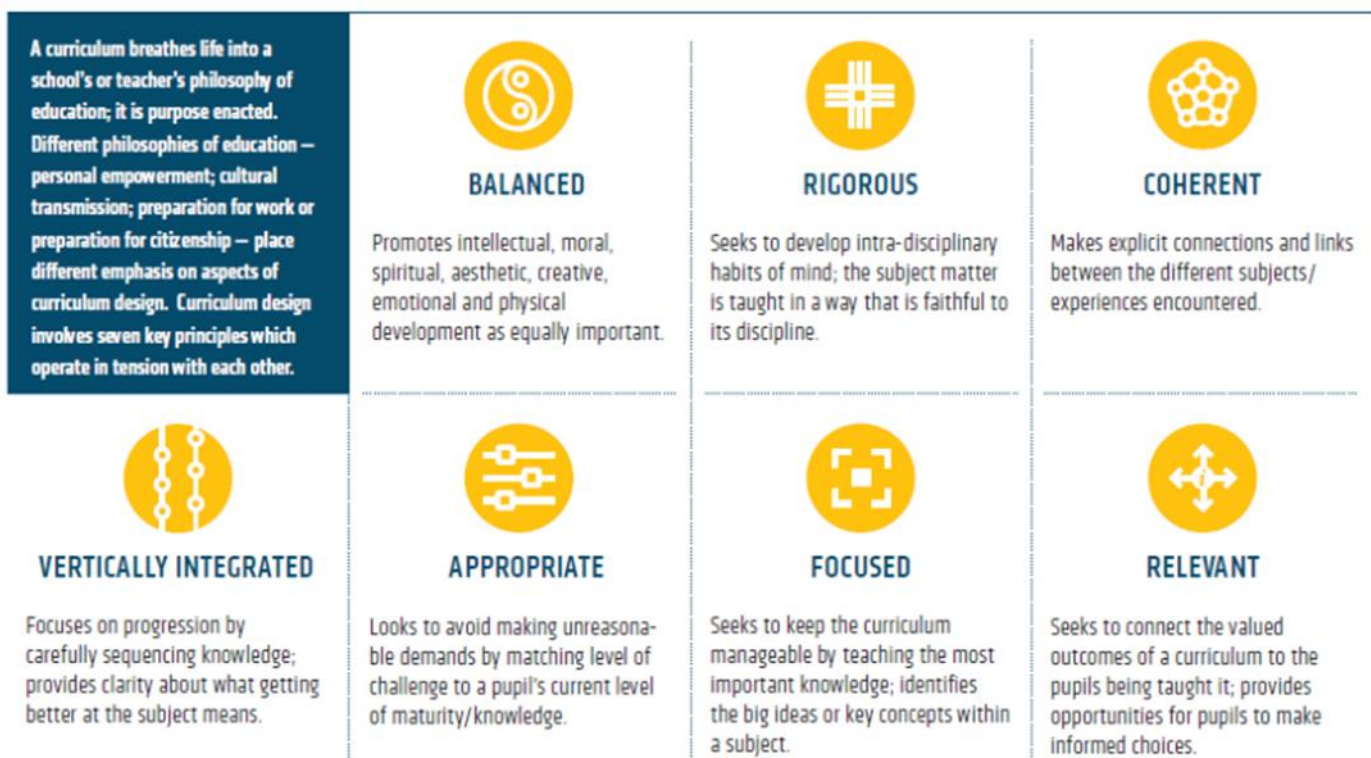 A curriculum breathes life into a
school's or teacher's philosophy of
education; it is purpose enacted.
Different philosophies of education —
personal empowerment; cultural
transmission; preparation for work or
preparation for citizenship — place
different emphasis on aspects of
curriculum design. Curriculum design
involves seven key principles which
operate in tension with each other.
BALANCED
Promotes intellectual, moral,
spiritual, aesthetic, creative,
emotional and physical
development as equally important.
RIGOROUS
Seeks to develop intra-disciplinary
habits of mind; the subject matter
is taught in a way that is faithful to
its discipline.
COHERENT
Makes explicit connections and links
between the different subjects/
experiences encountered.
VERTICALLY INTEGRATED
Focuses on progression by
carefully sequencing knowledge;
provides clarity about what getting
better at the subject means.
APPROPRIATE
Looks to avoid making unreasona-
ble demands by matching level of
challenge to a pupil's current level
of maturity/knowledge.
FOCUSED
Seeks to keep the curriculum
manageable by teaching the most
important knowledge; identifies
the big ideas or key concepts within
a subject.
RELEVANT
Seeks to connect the valued
outcomes of a curriculum to the
pupils being taught it; provides
opportunities for pupils to make
informed choices.